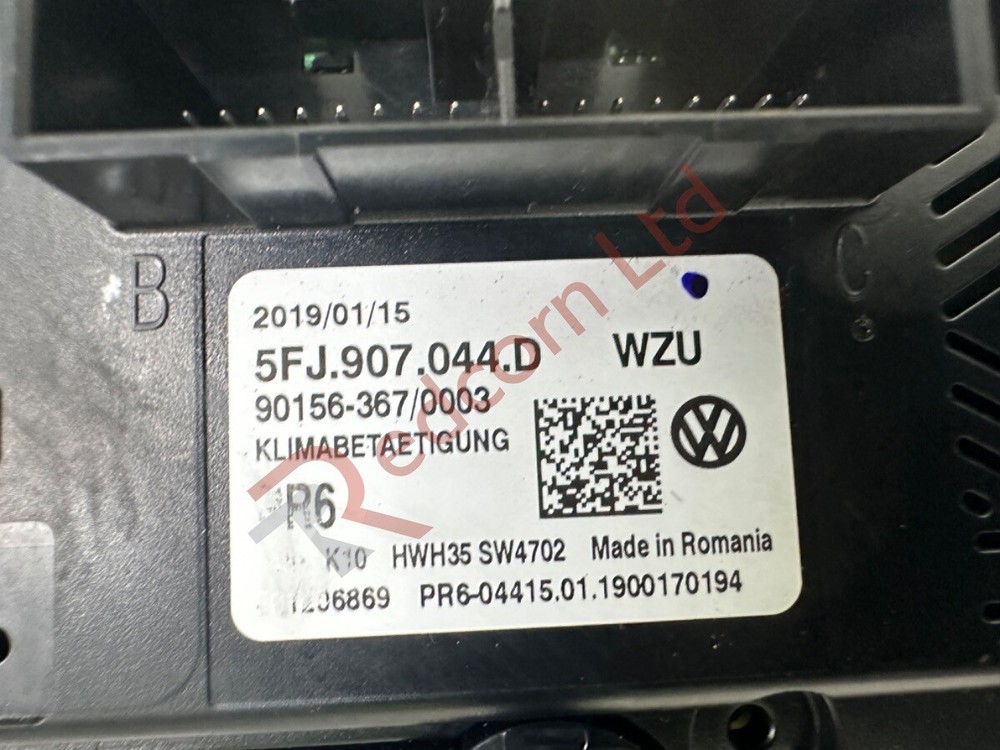 B
C
2019/01/15
5FJ.907.044.D WZU
90156-367/0003
KLIMABETAETIGUNG
R6
K10 HWH35 SW4702 Made in Romania
PR6-04415.01.1900170194
Redcorn Ltd